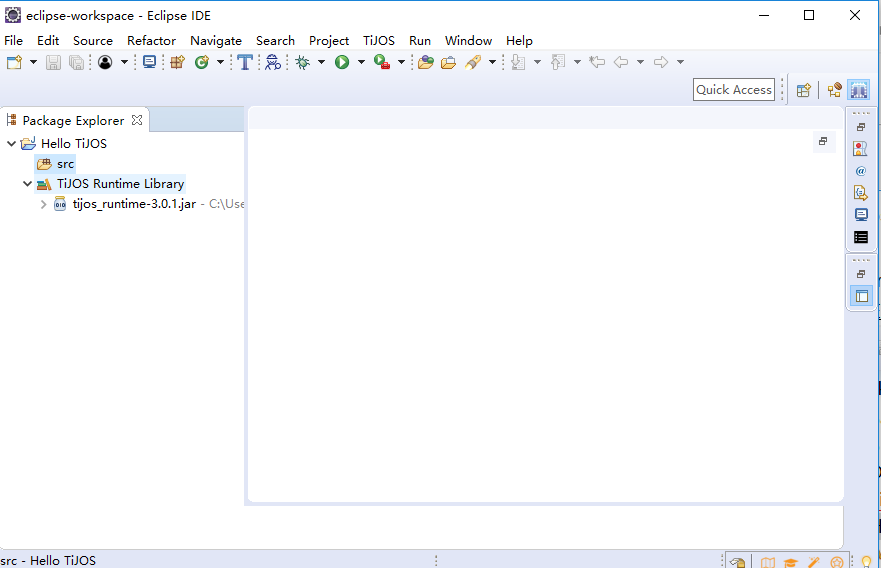 eclipse-workspace - Eclipse IDE
File Edit Source Refactor Navigate Search Project TiJOS Run Window Help
Quick Access
Package Explorer
Hello TiJOS
src
TiJOS Runtime Library
tijos_runtime-3.0.1.jar - C:\Use
src - Hello TiJOS